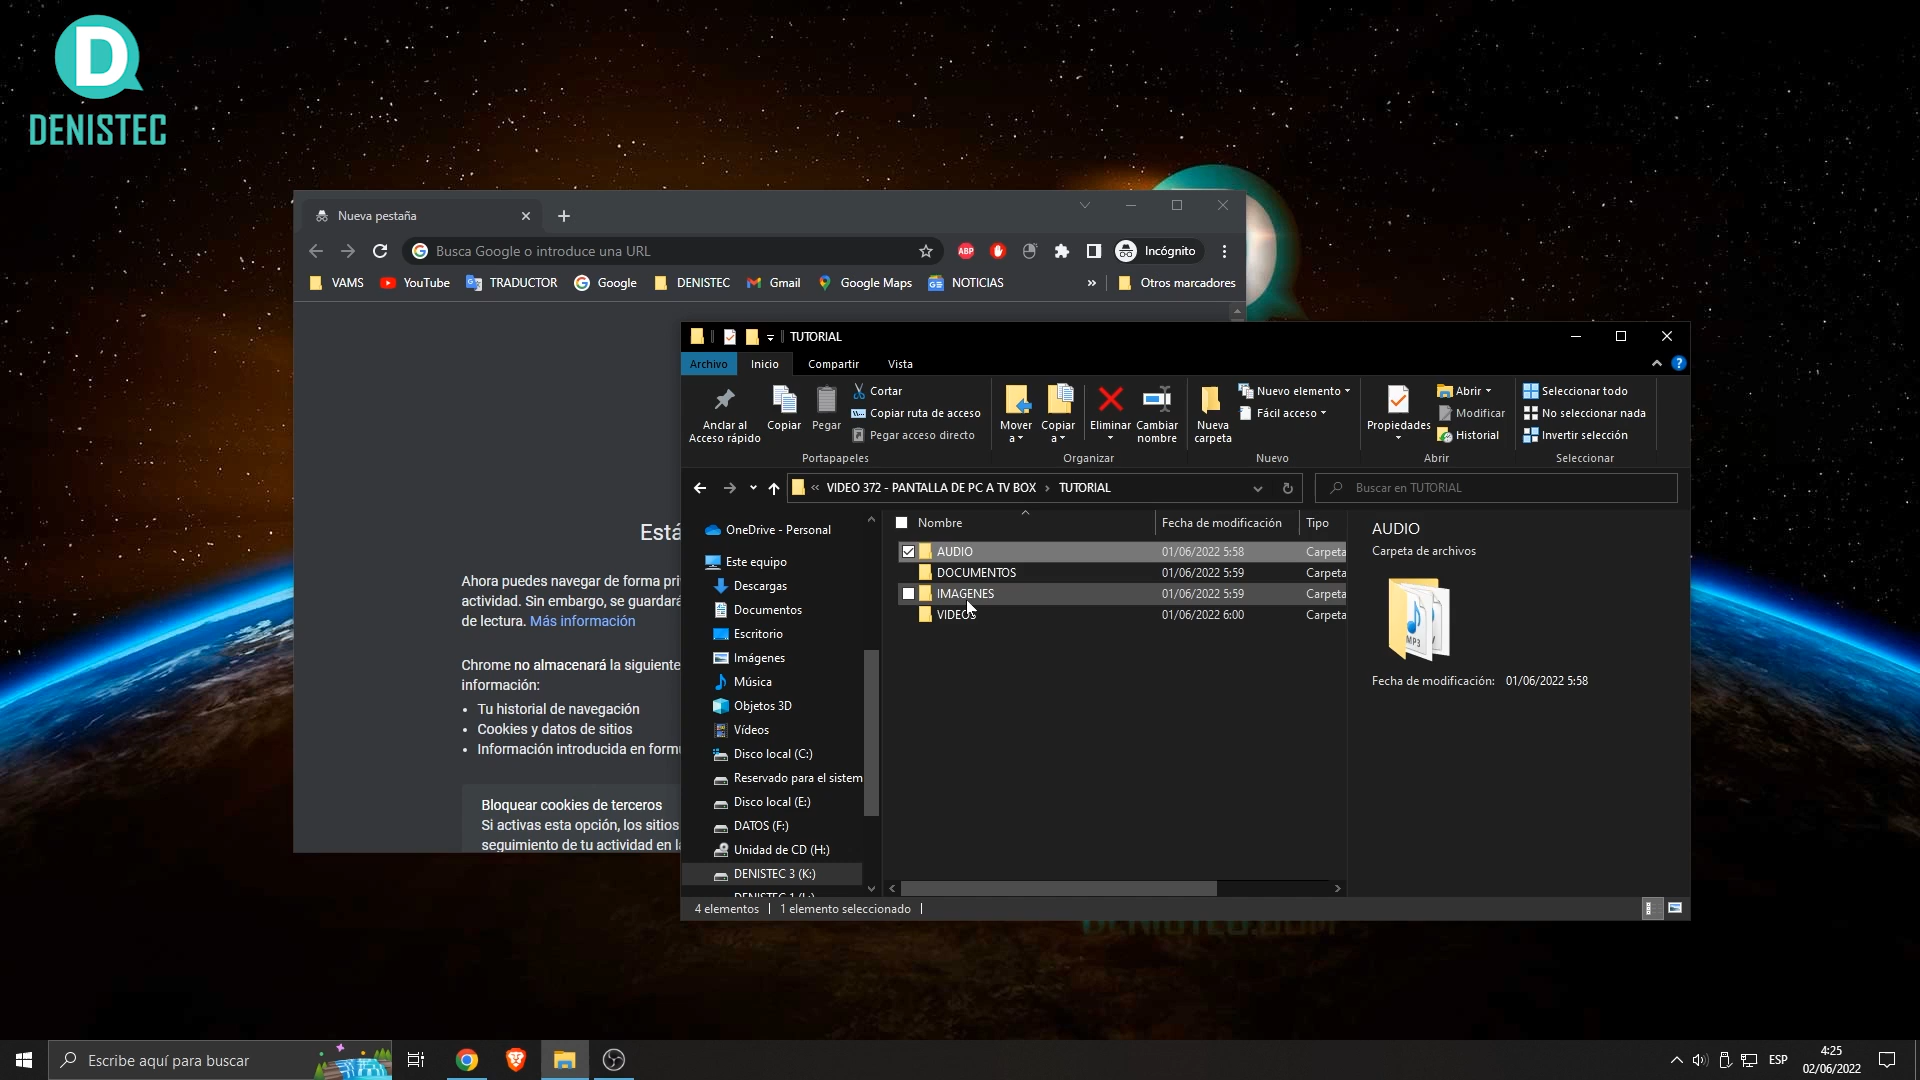 D
DENISTEC
Nueva pestaña
Busca Google o introduce una URL
ABP
Incógnito
VAMS
YouTube
TRADUCTOR
Google
DENISTEC
Gmail
Google Maps
NOTICIAS
»
Otros marcadores
Está
Ahora puedes navegar de forma pri
actividad. Sin embargo, se guardará
de lectura. Más información
Chrome no almacenará la siguiente
información:
• Tu historial de navegación
• Cookies y datos de sitios
• Información introducida en formu
Bloquear cookies de terceros
Si activas esta opción, los sitios
seguimiento de tu actividad en la
TUTORIAL
Archivo
Inicio
Compartir
Vista
Anclar al
Acceso rápido
Copiar
Pegar
Cortar
Copiar ruta de acceso
Pegar acceso directo
Portapapeles
Mover
a
Copiar
a
Eliminar
Cambiar
nombre
Organizar
Nueva
carpeta
Nuevo elemento
Fácil acceso
Nuevo
Propiedades
Abrir
Modificar
Historial
Abrir
Seleccionar todo
No seleccionar nada
Invertir selección
Seleccionar
« VIDEO 372 - PANTALLA DE PC A TV BOX › TUTORIAL
Buscar en TUTORIAL
OneDrive - Personal
Este equipo
Descargas
Documentos
Escritorio
Imágenes
Música
Objetos 3D
Vídeos
Disco local (C:)
Reservado para el sistem
Disco local (E:)
DATOS (F:)
Unidad de CD (H:)
DENISTEC 3 (K:)
Nombre
Fecha de modificación
Tipo
AUDIO 01/06/2022 5:58 Carpeta
DOCUMENTOS 01/06/2022 5:59 Carpeta
IMAGENES 01/06/2022 5:59 Carpeta
VIDEOS 01/06/2022 6:00 Carpeta
AUDIO
Carpeta de archivos
MP3
Fecha de modificación: 01/06/2022 5:58
4 elementos
1 elemento seleccionado
Escribe aquí para buscar
ESP
4:25
02/06/2022